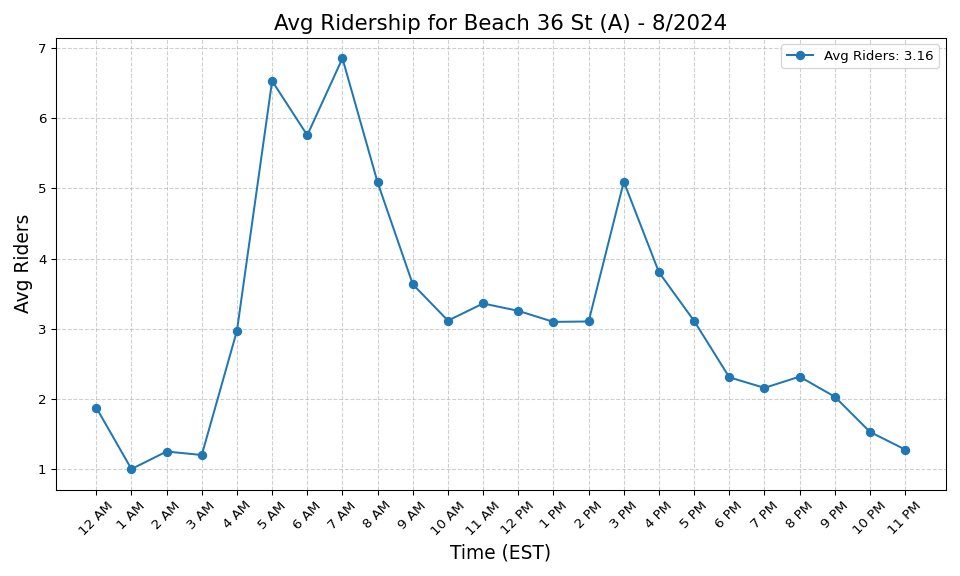 Avg Ridership for Beach 36 St (A) - 8/2024
Avg Riders: 3.16
Avg Riders
7
6
5
4
3
2
1
12 AM
1 AM
2 AM
3 AM
4 AM
5 AM
6 AM
7 AM
8 AM
9 AM
10 AM
11 AM
12 PM
1 PM
2 PM
3 PM
4 PM
5 PM
6 PM
7 PM
8 PM
9 PM
10 PM
11 PM
Time (EST)